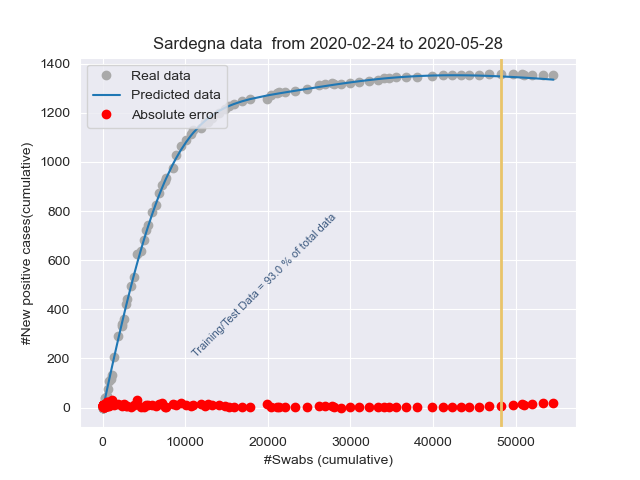 Sardegna data  from 2020-02-24 to 2020-05-28
1400
1200
1000
800
600
400
200
0
#New positive cases(cumulative)
Real data
Predicted data
Absolute error
Training/Test Data = 93.0 % of total data
0
10000
20000
30000
40000
50000
#Swabs (cumulative)